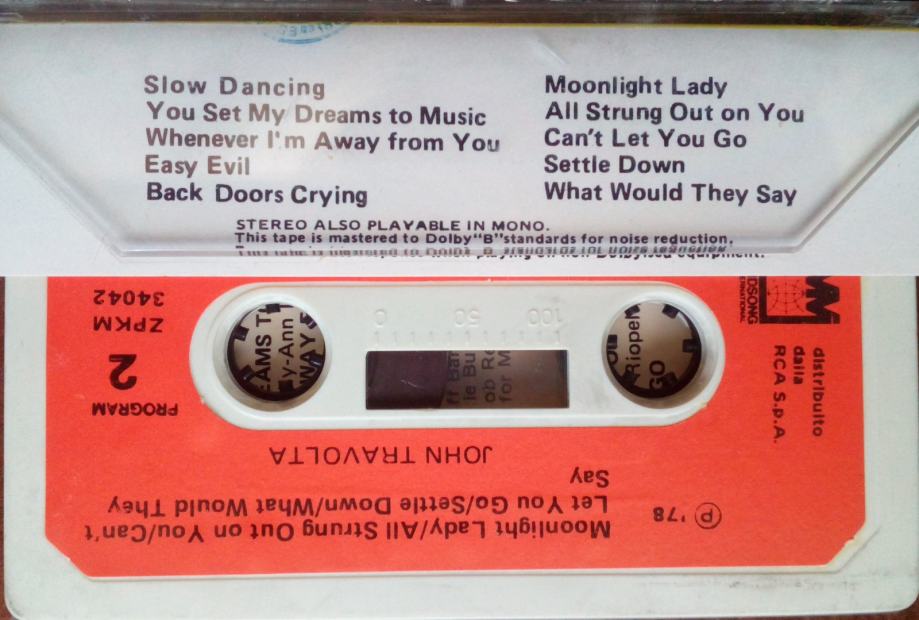 Slow Dancing
You Set My Dreams to Music
Whenever I'm Away from You
Easy Evil
Back Doors Crying
Moonlight Lady
All Strung Out on You
Can't Let You Go
Settle Down
What Would They Say
STEREO ALSO PLAYABLE IN MONO.
This tape is mastered to Dolby "B" standards for noise reduction.
ZPKM
34042
2
PROGRAM
0 50 100
DSONG
distribuito
dalla
RCA S.p.A.
JOHN TRAVOLTA
Moonlight Lady/All Strung Out on You/Can't
Let You Go/Settle Down/What Would They
Say
Ⓟ '78